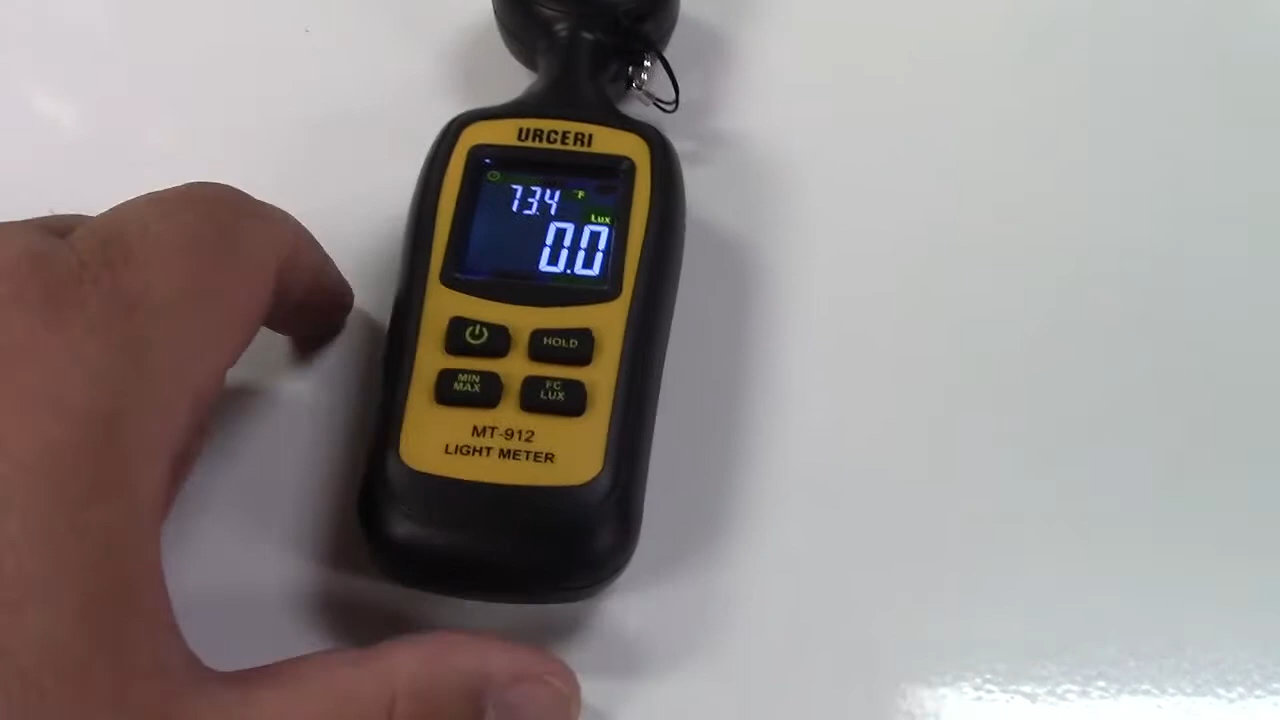 URCERI
73.4 °F
Lux
0.0
HOLD
MIN
MAX
FC
LUX
MT-912
LIGHT METER